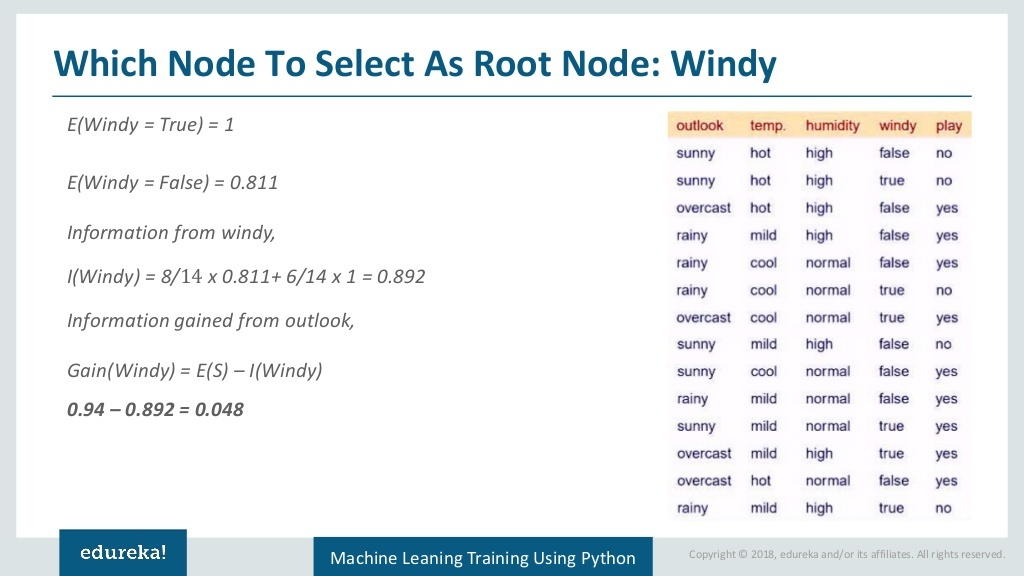 Which Node To Select As Root Node: Windy
E(Windy = True) = 1
E(Windy = False) = 0.811
Information from windy,
I(Windy) = 8/14 x 0.811+ 6/14 x 1 = 0.892
Information gained from outlook,
Gain(Windy) = E(S) – I(Windy)
0.94 – 0.892 = 0.048
outlook temp. humidity windy play
sunny hot high false no
sunny hot high true no
overcast hot high false yes
rainy mild high false yes
rainy cool normal false yes
rainy cool normal true no
overcast cool normal true yes
sunny mild high false no
sunny cool normal false yes
rainy mild normal false yes
sunny mild normal true yes
overcast mild high true yes
overcast hot normal false yes
rainy mild high true no
edureka!
Machine Leaning Training Using Python
Copyright © 2018, edureka and/or its affiliates. All rights reserved.